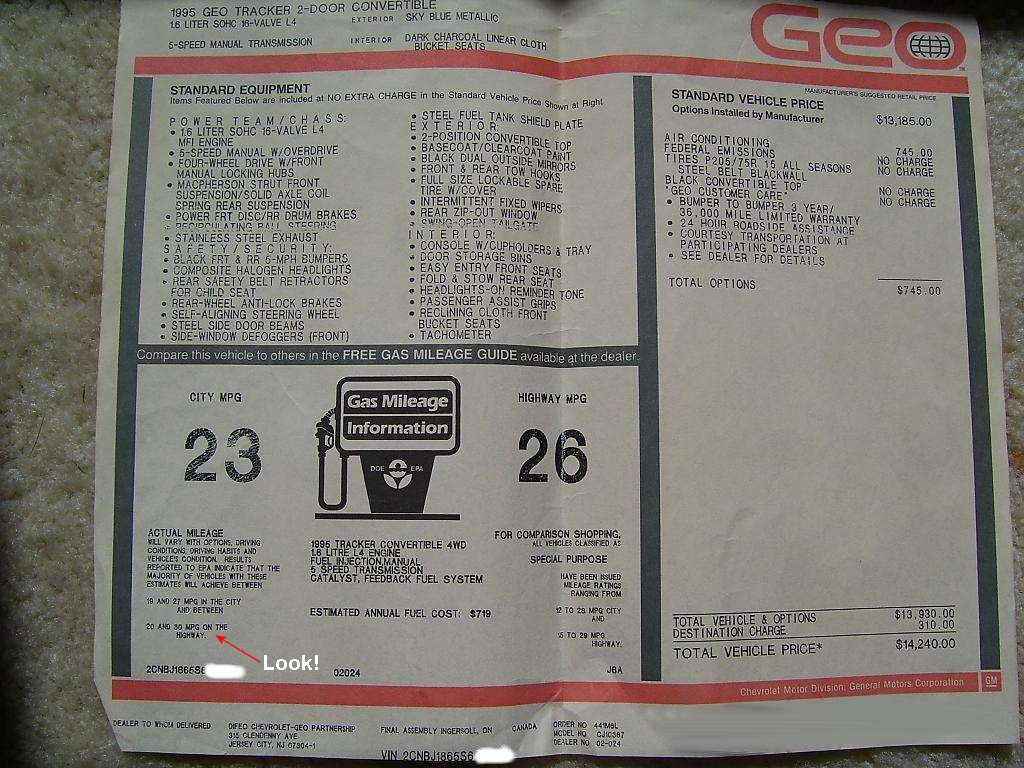 1995 GEO TRACKER 2-DOOR CONVERTIBLE
1.6 LITER SOHC 16-VALVE L4
EXTERIOR SKY BLUE METALLIC
5-SPEED MANUAL TRANSMISSION
INTERIOR DARK CHARCOAL LINEAR CLOTH
BUCKET SEATS
Geo
STANDARD EQUIPMENT
Items Featured Below are included at NO EXTRA CHARGE in the Standard Vehicle Price Shown at Right
POWER TEAM/CHASS:
• 1.6 LITER SOHC 16-VALVE L4
MFI ENGINE
• 5-SPEED MANUAL W/OVERDRIVE
• FOUR-WHEEL DRIVE W/FRONT
MANUAL LOCKING HUBS
• MACPHERSON STRUT FRONT
SUSPENSION/SOLID AXLE COIL
SPRING REAR SUSPENSION
• POWER FRT DISC/RR DRUM BRAKES
• RECIRCULATING BALL STEERING
• STAINLESS STEEL EXHAUST
SAFETY/SECURITY:
• BLACK FRT & RR 5-MPH BUMPERS
• COMPOSITE HALOGEN HEADLIGHTS
• REAR SAFETY BELT RETRACTORS
FOR CHILD SEAT
• REAR-WHEEL ANTI-LOCK BRAKES
• SELF-ALIGNING STEERING WHEEL
• STEEL SIDE DOOR BEAMS
• SIDE-WINDOW DEFOGGERS (FRONT)
• STEEL FUEL TANK SHIELD PLATE
EXTERIOR:
• 2-POSITION CONVERTIBLE TOP
• BASECOAT/CLEARCOAT PAINT
• BLACK DUAL OUTSIDE MIRRORS
• FRONT & REAR TOW HOOKS
• FULL SIZE LOCKABLE SPARE
TIRE W/COVER
• INTERMITTENT FIXED WIPERS
• REAR ZIP-OUT WINDOW
• SWING-OPEN TAILGATE
INTERIOR:
• CONSOLE W/CUPHOLDERS & TRAY
• DOOR STORAGE BINS
• EASY ENTRY FRONT SEATS
• FOLD & STOW REAR SEAT
• HEADLIGHTS-ON REMINDER TONE
• PASSENGER ASSIST GRIPS
• RECLINING CLOTH FRONT
BUCKET SEATS
• TACHOMETER
MANUFACTURER'S SUGGESTED RETAIL PRICE
STANDARD VEHICLE PRICE $13,185.00
Options Installed by Manufacturer
AIR CONDITIONING 745.00
FEDERAL EMISSIONS NO CHARGE
TIRES P205/75R 15 ALL SEASONS NO CHARGE
STEEL BELT BLACKWALL
BLACK CONVERTIBLE TOP NO CHARGE
"GEO CUSTOMER CARE" NO CHARGE
• BUMPER TO BUMPER 3 YEAR/
36,000 MILE LIMITED WARRANTY
• 24 HOUR ROADSIDE ASSISTANCE
• COURTESY TRANSPORTATION AT
PARTICIPATING DEALERS
• SEE DEALER FOR DETAILS
TOTAL OPTIONS $745.00
Compare this vehicle to others in the FREE GAS MILEAGE GUIDE available at the dealer.
CITY MPG
23
Gas Mileage
Information
DOE EPA
HIGHWAY MPG
26
ACTUAL MILEAGE
WILL VARY WITH OPTIONS, DRIVING
CONDITIONS, DRIVING HABITS AND
VEHICLE'S CONDITION. RESULTS
REPORTED TO EPA INDICATE THAT THE
MAJORITY OF VEHICLES WITH THESE
ESTIMATES WILL ACHIEVE BETWEEN
19 AND 27 MPG IN THE CITY
AND BETWEEN
20 AND 30 MPG ON THE
HIGHWAY.
Look!
1995 TRACKER CONVERTIBLE 4WD
1.6 LITRE L4 ENGINE
FUEL INJECTION,MANUAL
5 SPEED TRANSMISSION
CATALYST, FEEDBACK FUEL SYSTEM
ESTIMATED ANNUAL FUEL COST: $719
FOR COMPARISON SHOPPING,
ALL VEHICLES CLASSIFIED AS
SPECIAL PURPOSE
HAVE BEEN ISSUED
MILEAGE RATINGS
RANGING FROM
12 TO 28 MPG CITY
AND
15 TO 29 MPG
HIGHWAY.
2CNBJ1865S6
02024
J6A
TOTAL VEHICLE & OPTIONS $13,930.00
DESTINATION CHARGE 310.00
TOTAL VEHICLE PRICE* $14,240.00
Chevrolet Motor Division, General Motors Corporation
GM
DEALER TO WHOM DELIVERED
DIFEO CHEVROLET-GEO PARTNERSHIP
315 GLENDENNY AVE
JERSEY CITY, NJ 07304-1
FINAL ASSEMBLY INGERSOLL, ON CANADA
ORDER NO 441M6L
MODEL NO CJ10367
DEALER NO 02-024
VIN 2CNBJ1865S6